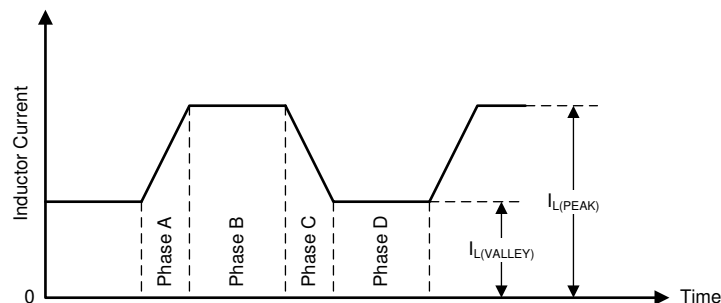 Inductor Current
Phase A
Phase B
Phase C
Phase D
I_L(PEAK)
I_L(VALLEY)
0
Time